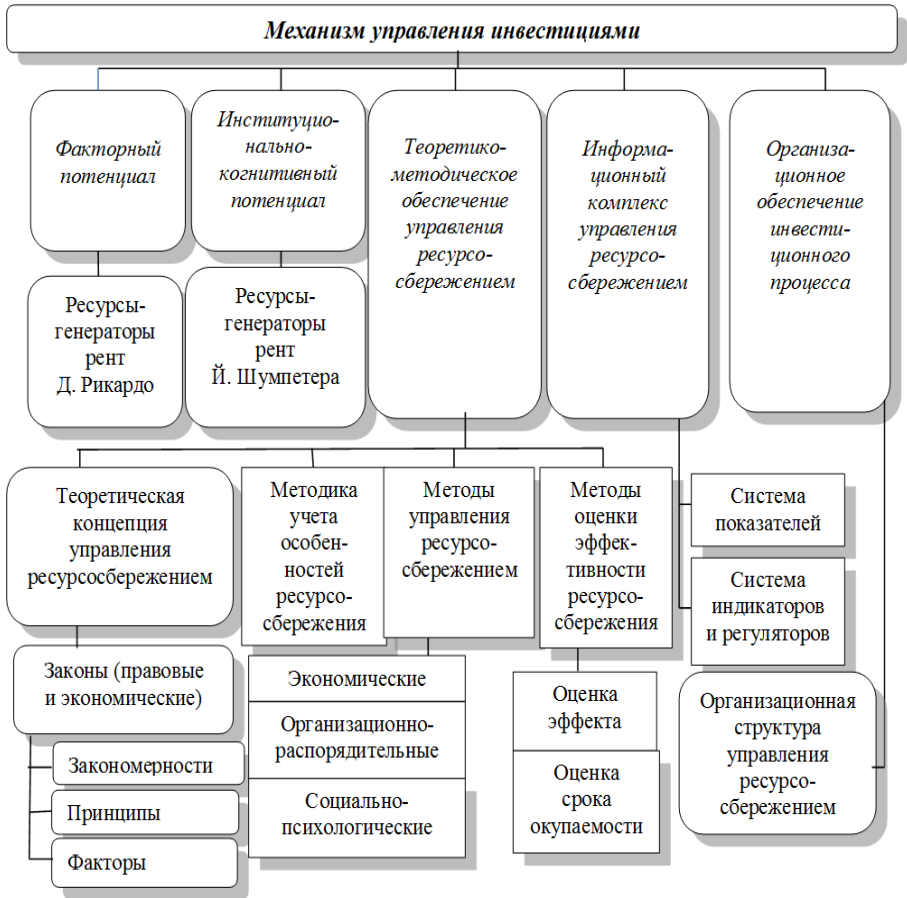 Механизм управления инвестициями
Факторный
потенциал
Институцио-
нально-
когнитивный
потенциал
Теоретико-
методическое
обеспечение
управления
ресурсо-
сбережением
Информа-
ционный
комплекс
управления
ресурсо-
сбережением
Организа-
ционное
обеспечение
инвести-
ционного
процесса
Ресурсы-
генераторы
рент
Д. Рикардо
Ресурсы-
генераторы
рент
Й. Шумпетера
Теоретическая
концепция
управления
ресурсосбережением
Методика
учета
особен-
ностей
ресурсо-
сбережения
Методы
управления
ресурсо-
сбережением
Методы
оценки
эффек-
тивности
ресурсо-
сбережения
Система
показателей
Система
индикаторов
и регуляторов
Законы (правовые
и экономические)
Закономерности
Принципы
Факторы
Экономические
Организационно-
распорядительные
Социально-
психологические
Оценка
эффекта
Оценка
срока
окупаемости
Организационная
структура
управления
ресурсо-
сбережением